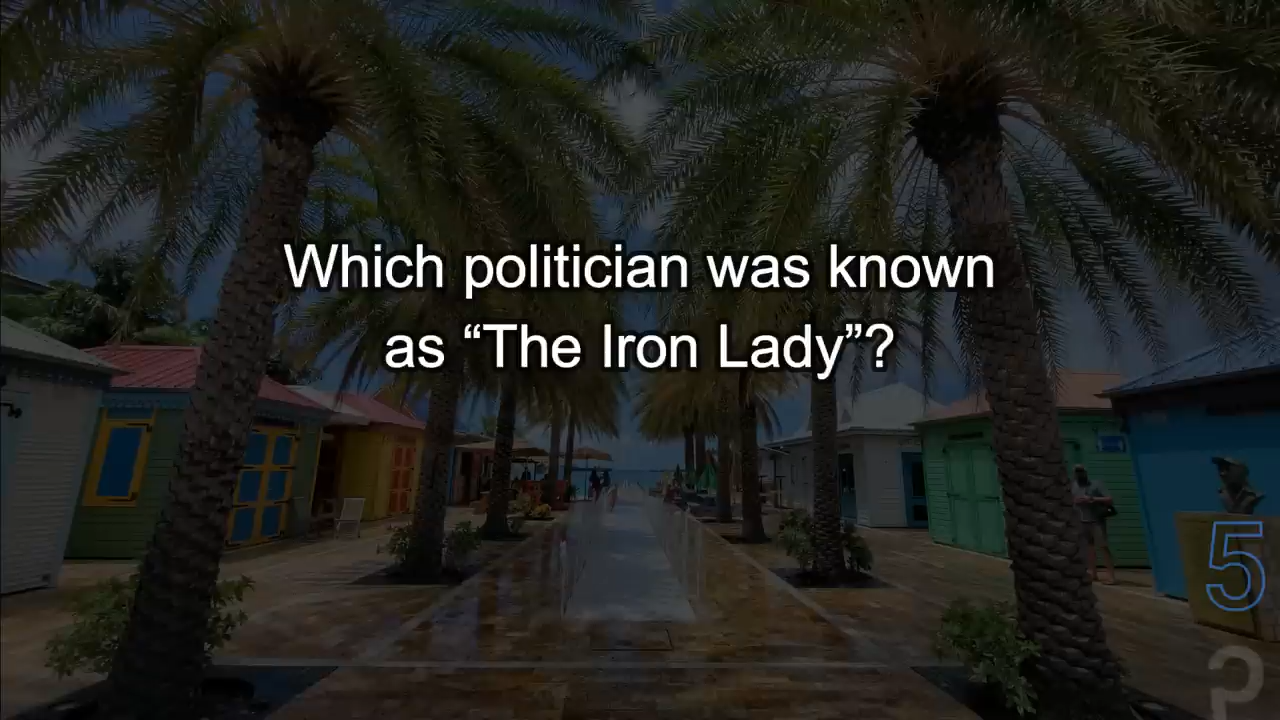 Which politician was known
as “The Iron Lady”?
5
?